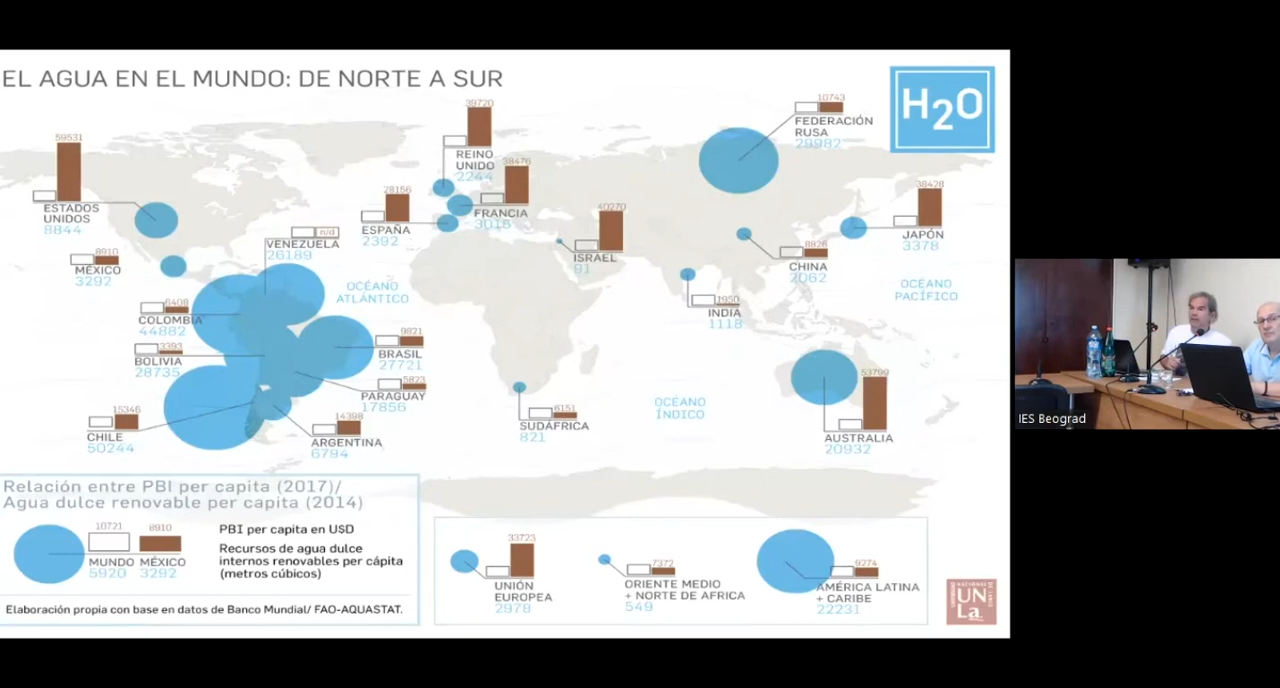 EL AGUA EN EL MUNDO: DE NORTE A SUR
H2O
59531
ESTADOS
UNIDOS
8844
8910
MÉXICO
3292
n/d
VENEZUELA
26189
6408
COLOMBIA
44882
3393
BOLIVIA
28735
15346
CHILE
50244
14398
ARGENTINA
6794
5823
PARAGUAY
17856
9821
BRASIL
27721
OCÉANO
ATLÁNTICO
28156
ESPAÑA
2392
39720
REINO
UNIDO
2244
38476
FRANCIA
3016
40270
ISRAEL
91
10743
FEDERACIÓN
RUSA
29982
38428
JAPÓN
3378
8826
CHINA
2062
OCÉANO
PACÍFICO
1950
INDIA
1118
6151
SUDÁFRICA
821
OCÉANO
ÍNDICO
53799
AUSTRALIA
20932
Relación entre PBI per capita (2017)/
Agua dulce renovable per capita (2014)
10721
MUNDO
5920
8910
MÉXICO
3292
PBI per capita en USD
Recursos de agua dulce
internos renovables per cápita
(metros cúbicos)
Elaboración propia con base en datos de Banco Mundial/ FAO-AQUASTAT.
33723
UNIÓN
EUROPEA
2978
7372
ORIENTE MEDIO
+ NORTE DE AFRICA
549
9274
AMÉRICA LATINA
+ CARIBE
22231
UN
La.
IES Beograd